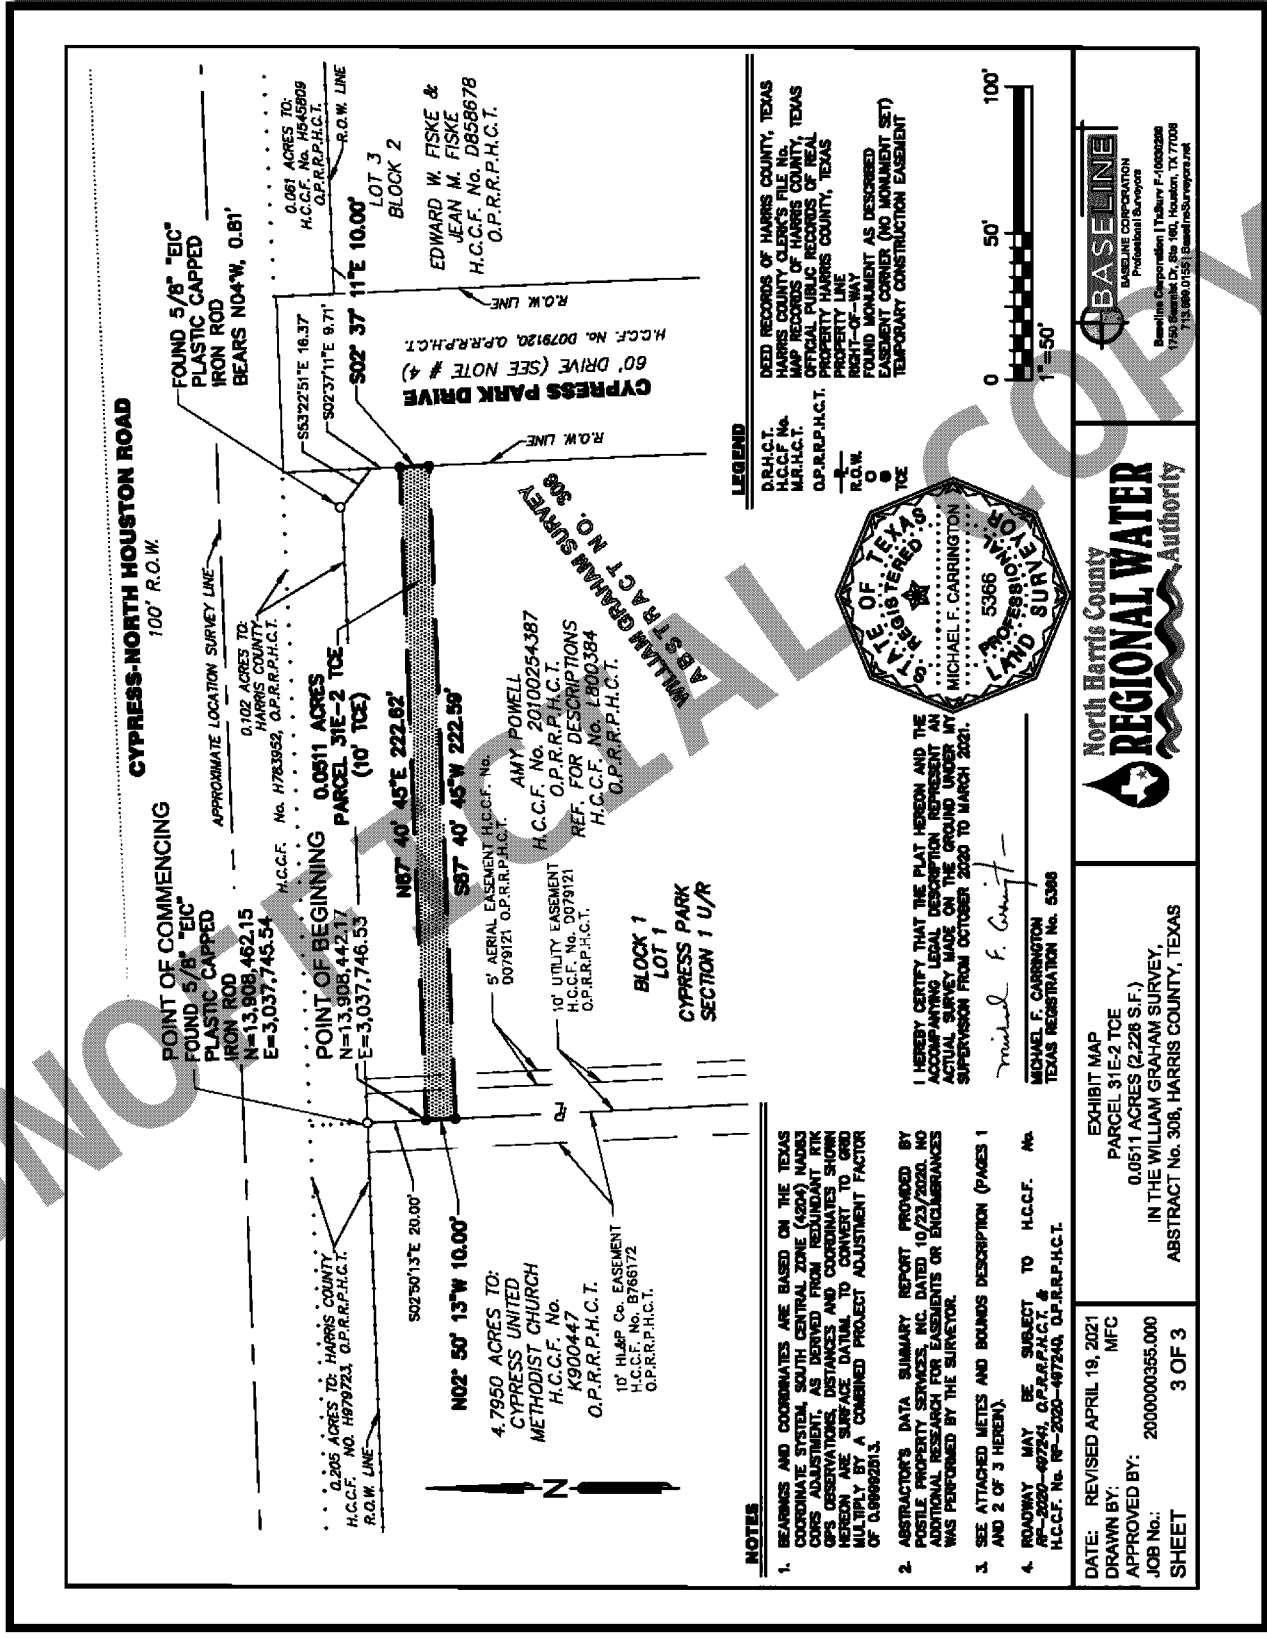 CYPRESS-NORTH HOUSTON ROAD
100' R.O.W.
POINT OF COMMENCING
FOUND 5/8" "EIC"
PLASTIC CAPPED
IRON ROD
N=13,908,462.15
E=3,037,745.54
APPROXIMATE LOCATION SURVEY LINE
0.102 ACRES TO:
HARRIS COUNTY
H.C.C.F. No. H783952, O.P.R.R.P.H.C.T.
FOUND 5/8" "EIC"
PLASTIC CAPPED
IRON ROD
BEARS N04°W, 0.81'
0.061 ACRES TO:
H.C.C.F. No. H545809
O.P.R.R.P.H.C.T.
R.O.W. LINE
POINT OF BEGINNING
N=13,908,442.17
E=3,037,746.53
0.0511 ACRES
PARCEL 31E-2 TCE
(10' TCE)
S53°22'51"E 16.37'
S02°37'11"E 9.71'
S02° 37' 11"E 10.00'
LOT 3
BLOCK 2
EDWARD W. FISKE &
JEAN M. FISKE
H.C.C.F. No. D858678
O.P.R.R.P.H.C.T.
0.205 ACRES TO: HARRIS COUNTY
H.C.C.F. NO. H979723, O.P.R.R.P.H.C.T.
R.O.W. LINE
S02°50'13"E 20.00'
N02° 50' 13"W 10.00'
N87° 40' 45"E 222.62'
S87° 40' 45"W 222.59'
R.O.W. LINE
H.C.C.F. No. D079120, O.P.R.R.P.H.C.T.
60' DRIVE (SEE NOTE # 4)
CYPRESS PARK DRIVE
R.O.W. LINE
4.7950 ACRES TO:
CYPRESS UNITED
METHODIST CHURCH
H.C.C.F. No.
K900447
O.P.R.R.P.H.C.T.
10' HL&P Co. EASEMENT
H.C.C.F. No. B766172
O.P.R.R.P.H.C.T.
5' AERIAL EASEMENT H.C.C.F. No.
D079121 O.P.R.R.P.H.C.T.
10' UTILITY EASEMENT
H.C.C.F. No. D079121
O.P.R.R.P.H.C.T.
AMY POWELL
H.C.C.F. No. 20100254387
O.P.R.R.P.H.C.T.
REF. FOR DESCRIPTIONS
H.C.C.F. No. L800384
O.P.R.R.P.H.C.T.
WILLIAM GRAHAM SURVEY
ABSTRACT NO. 308
BLOCK 1
LOT 1
CYPRESS PARK
SECTION 1 U/R
N
NOTES
1. BEARINGS AND COORDINATES ARE BASED ON THE TEXAS
COORDINATE SYSTEM, SOUTH CENTRAL ZONE (4204) NAD83
CORS ADJUSTMENT, AS DERIVED FROM REDUNDANT RTK
GPS OBSERVATIONS, DISTANCES AND COORDINATES SHOWN
HEREON ARE SURFACE DATUM. TO CONVERT TO GRID
MULTIPLY BY A COMBINED PROJECT ADJUSTMENT FACTOR
OF 0.99992813.
2. ABSTRACTOR'S DATA SUMMARY REPORT PROVIDED BY
POSTLE PROPERTY SERVICES, INC. DATED 10/23/2020. NO
ADDITIONAL RESEARCH FOR EASEMENTS OR ENCUMBRANCES
WAS PERFORMED BY THE SURVEYOR.
3. SEE ATTACHED METES AND BOUNDS DESCRIPTION (PAGES 1
AND 2 OF 3 HEREIN).
4. ROADWAY MAY BE SUBJECT TO H.C.C.F. No.
RP-2020-497241, O.P.R.R.P.H.C.T. &
H.C.C.F. No. RP-2020-497240, O.P.R.R.P.H.C.T.
I HEREBY CERTIFY THAT THE PLAT HEREON AND THE
ACCOMPANYING LEGAL DESCRIPTION REPRESENT AN
ACTUAL SURVEY MADE ON THE GROUND UNDER MY
SUPERVISION FROM OCTOBER 2020 TO MARCH 2021.
Michael F. Carrington
MICHAEL F. CARRINGTON
TEXAS REGISTRATION No. 5366
STATE OF TEXAS
REGISTERED
MICHAEL F. CARRINGTON
5366
PROFESSIONAL
LAND SURVEYOR
LEGEND
D.R.H.C.T. DEED RECORDS OF HARRIS COUNTY, TEXAS
H.C.C.F No. HARRIS COUNTY CLERK'S FILE No.
M.R.H.C.T. MAP RECORDS OF HARRIS COUNTY, TEXAS
O.P.R.R.P.H.C.T. OFFICIAL PUBLIC RECORDS OF REAL
PROPERTY HARRIS COUNTY, TEXAS
PROPERTY LINE
R.O.W. RIGHT-OF-WAY
FOUND MONUMENT AS DESCRIBED
EASEMENT CORNER (NO MONUMENT SET)
TCE TEMPORARY CONSTRUCTION EASEMENT
0 50' 100'
1"=50'
DATE: REVISED APRIL 19, 2021
DRAWN BY: MFC
APPROVED BY:
JOB No.: 2000000355.000
SHEET 3 OF 3
EXHIBIT MAP
PARCEL 31E-2 TCE
0.0511 ACRES (2,226 S.F.)
IN THE WILLIAM GRAHAM SURVEY,
ABSTRACT No. 308, HARRIS COUNTY, TEXAS
North Harris County
REGIONAL WATER
Authority
BASELINE
BASELINE CORPORATION
Professional Surveyors
Baseline Corporation | TxSurv F-10030200
1750 Seamist Dr, Ste 160, Houston, TX 77008
713.869.0155 | BaselineSurveyors.net